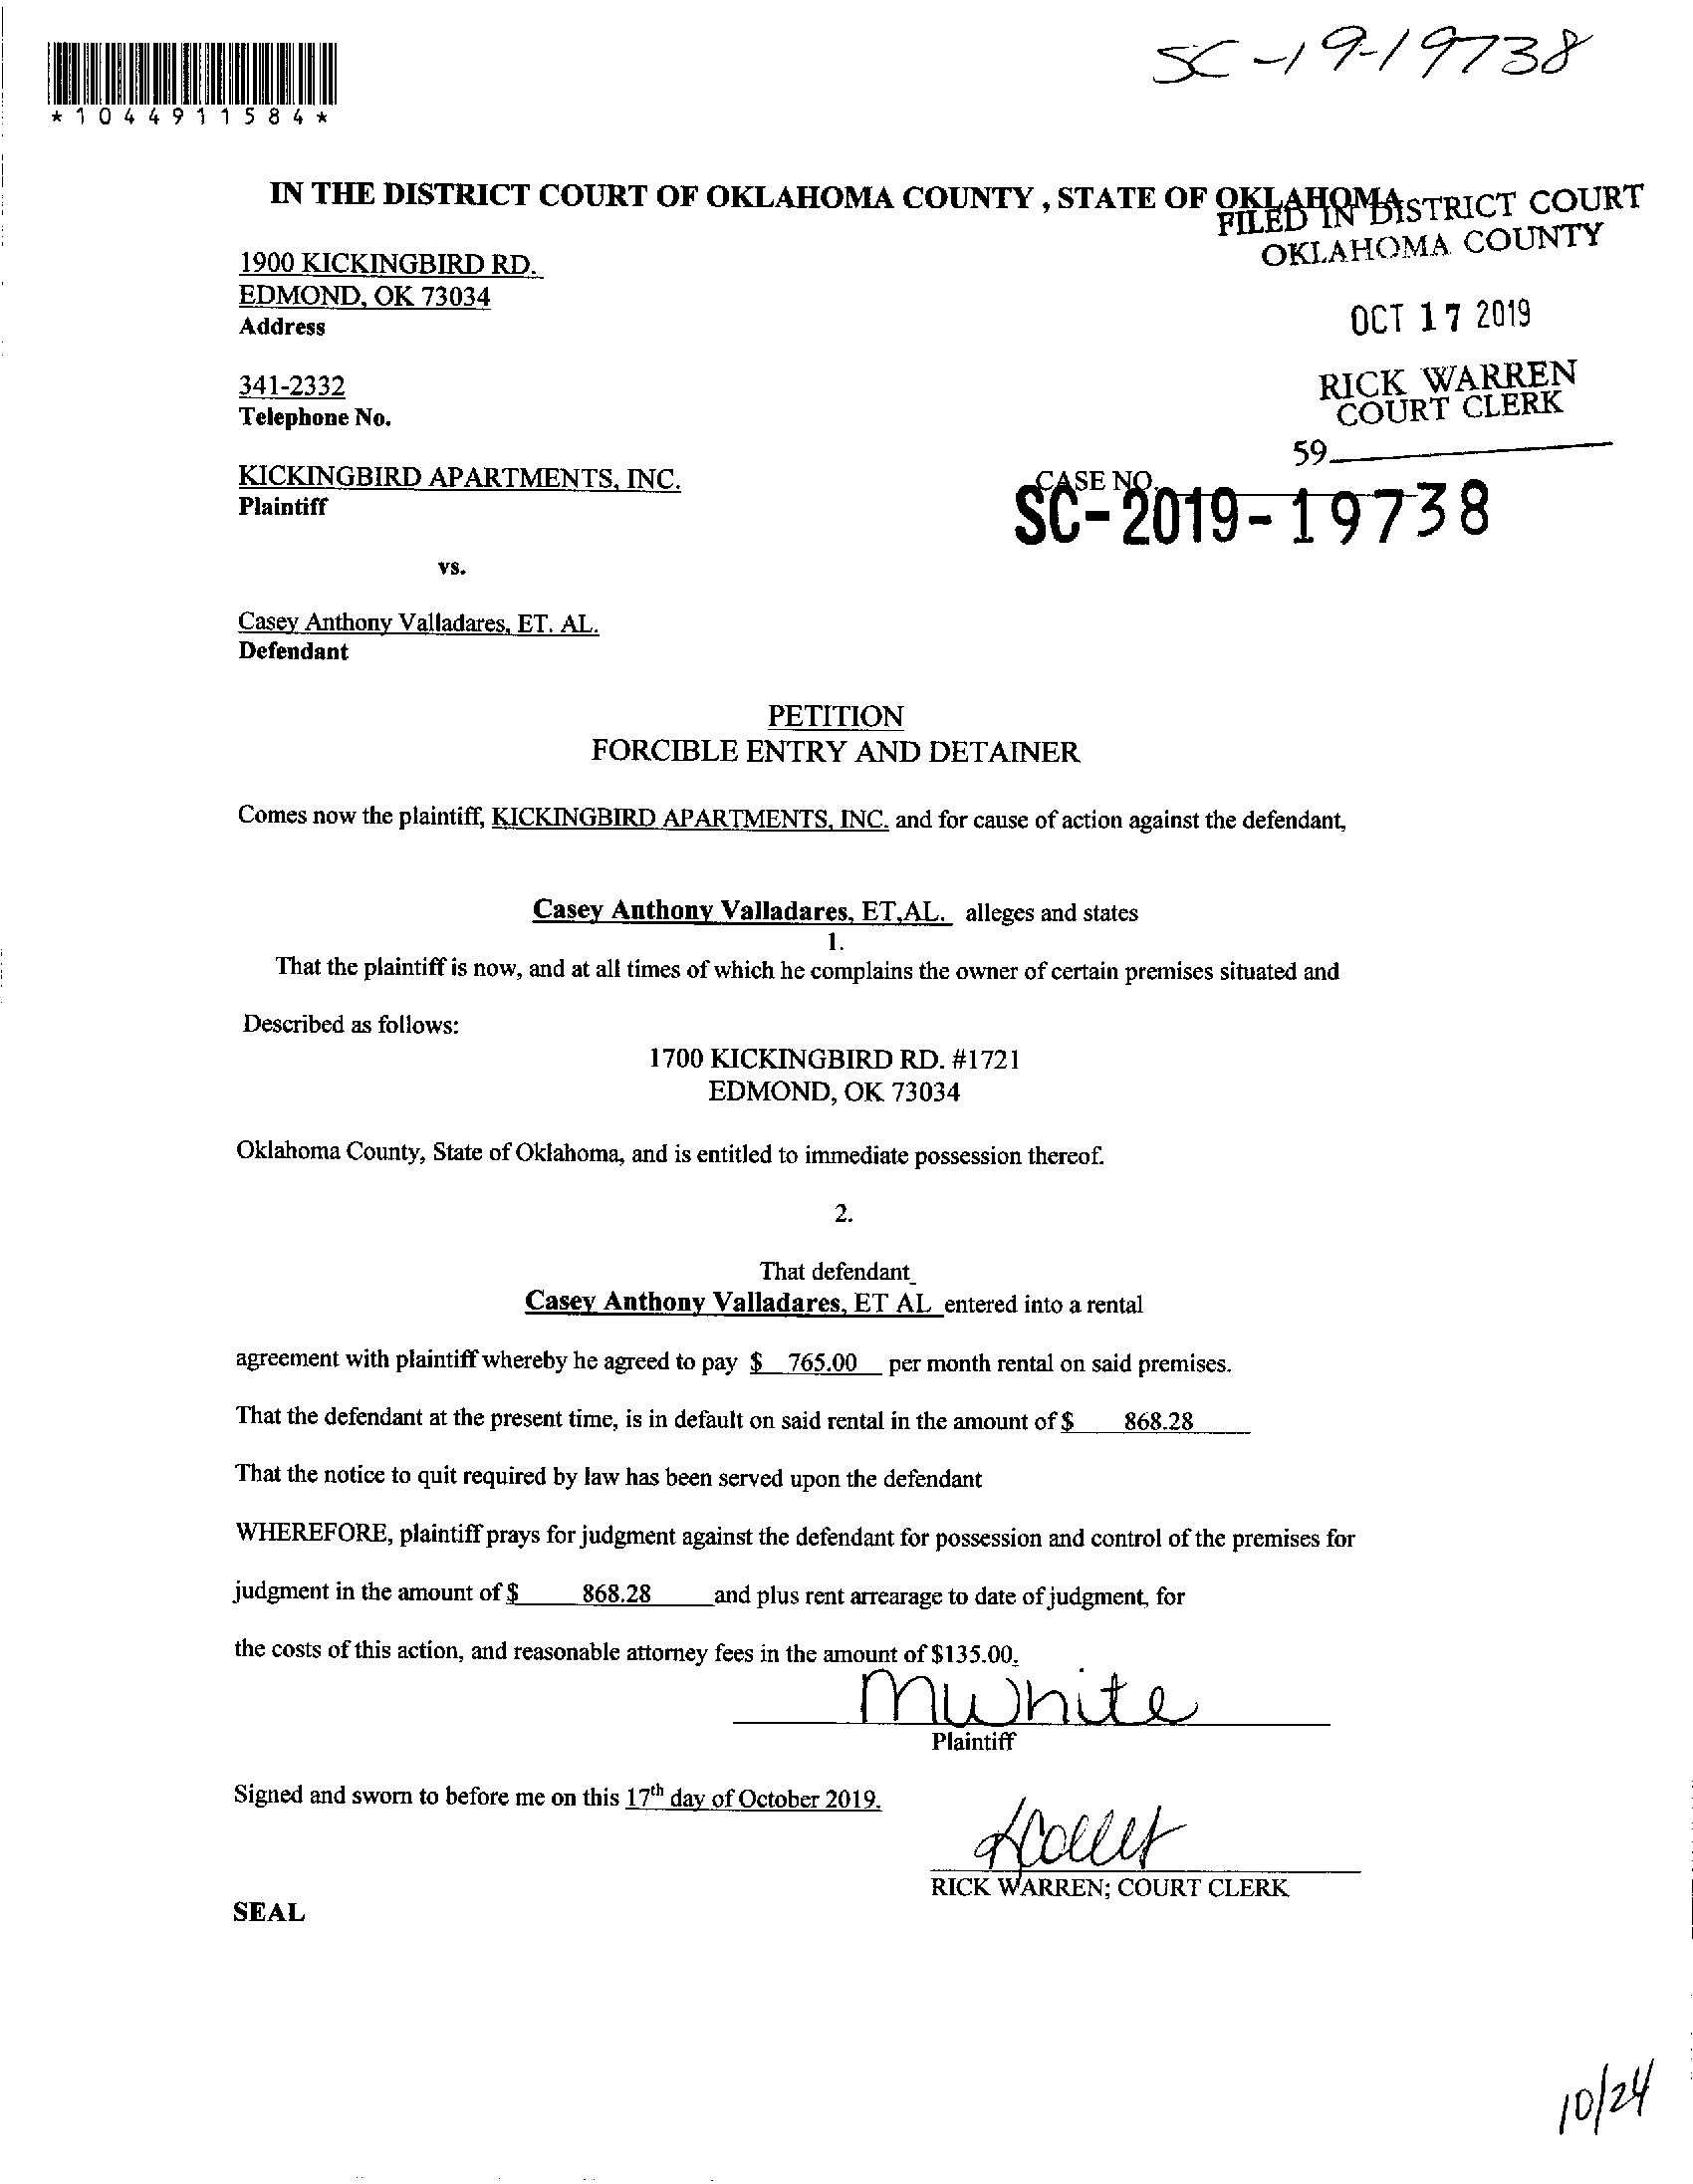 SC-19-19738
*1044911584*
IN THE DISTRICT COURT OF OKLAHOMA COUNTY , STATE OF OKLAHOMA
FILED IN DISTRICT COURT
OKLAHOMA COUNTY
1900 KICKINGBIRD RD.
EDMOND, OK 73034
Address
OCT 17 2019
341-2332
Telephone No.
RICK WARREN
COURT CLERK
59
KICKINGBIRD APARTMENTS, INC.
Plaintiff
CASE NO.
SC-2019-19738
vs.
Casey Anthony Valladares, ET. AL.
Defendant
PETITION
FORCIBLE ENTRY AND DETAINER
Comes now the plaintiff, KICKINGBIRD APARTMENTS, INC. and for cause of action against the defendant,
Casey Anthony Valladares, ET,AL. alleges and states
1.
That the plaintiff is now, and at all times of which he complains the owner of certain premises situated and
Described as follows:
1700 KICKINGBIRD RD. #1721
EDMOND, OK 73034
Oklahoma County, State of Oklahoma, and is entitled to immediate possession thereof.
2.
That defendant
Casey Anthony Valladares, ET AL entered into a rental
agreement with plaintiff whereby he agreed to pay $ 765.00 per month rental on said premises.
That the defendant at the present time, is in default on said rental in the amount of $ 868.28
That the notice to quit required by law has been served upon the defendant
WHEREFORE, plaintiff prays for judgment against the defendant for possession and control of the premises for
judgment in the amount of $ 868.28 and plus rent arrearage to date of judgment, for
the costs of this action, and reasonable attorney fees in the amount of $135.00.
MWhite
Plaintiff
Signed and sworn to before me on this 17th day of October 2019.
RICK WARREN; COURT CLERK
SEAL
10/24